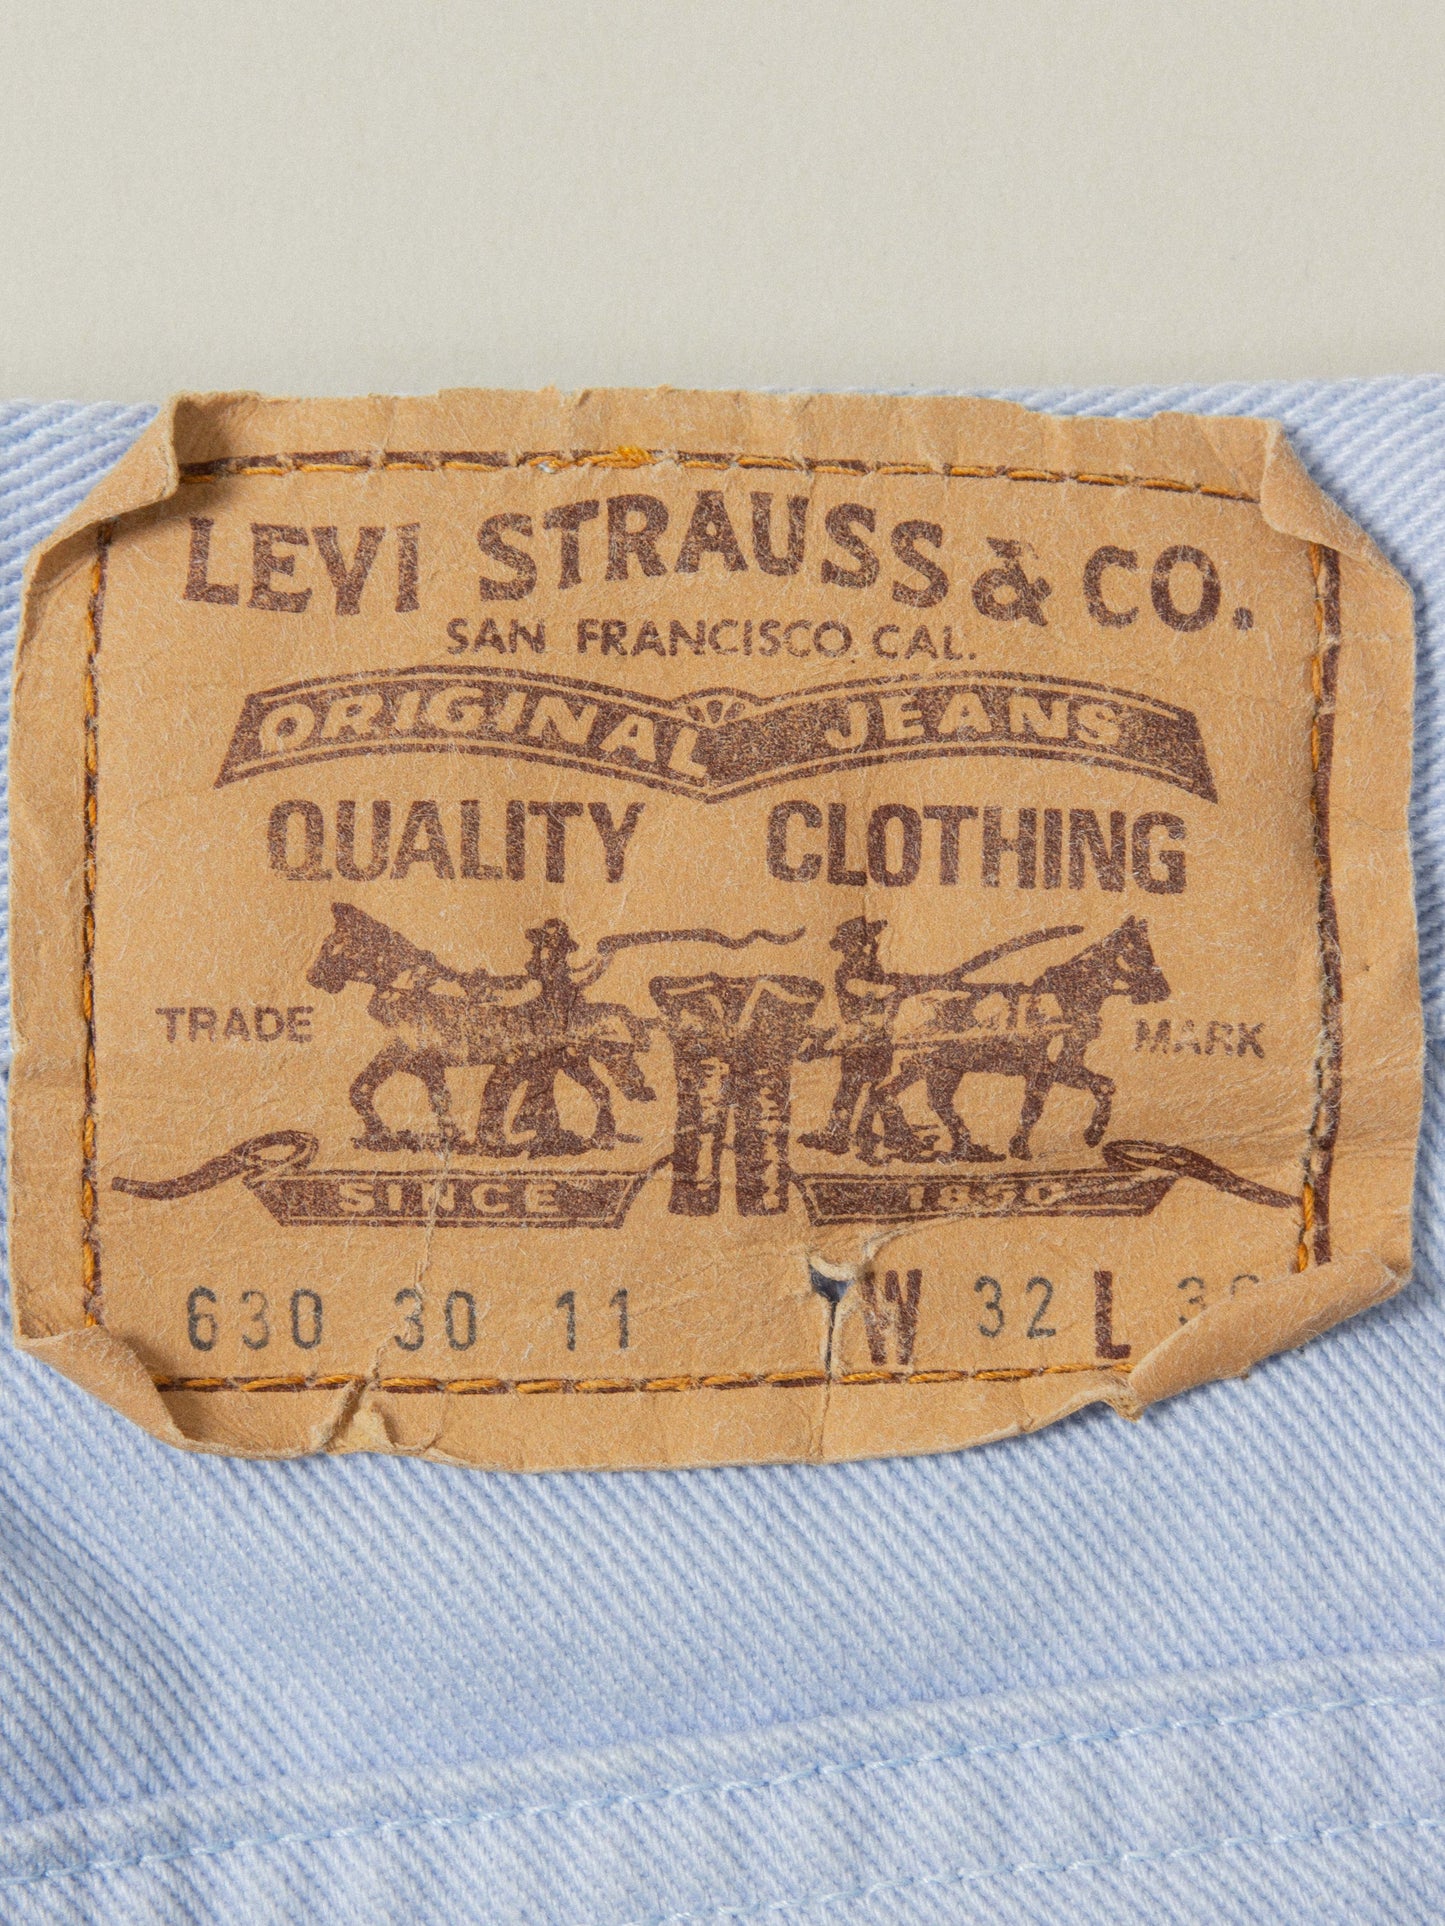 LEVI STRAUSS & CO.
SAN FRANCISCO. CAL.
ORIGINAL JEANS
QUALITY CLOTHING
TRADE MARK
SINCE 1850
630 30 11 W 32 L